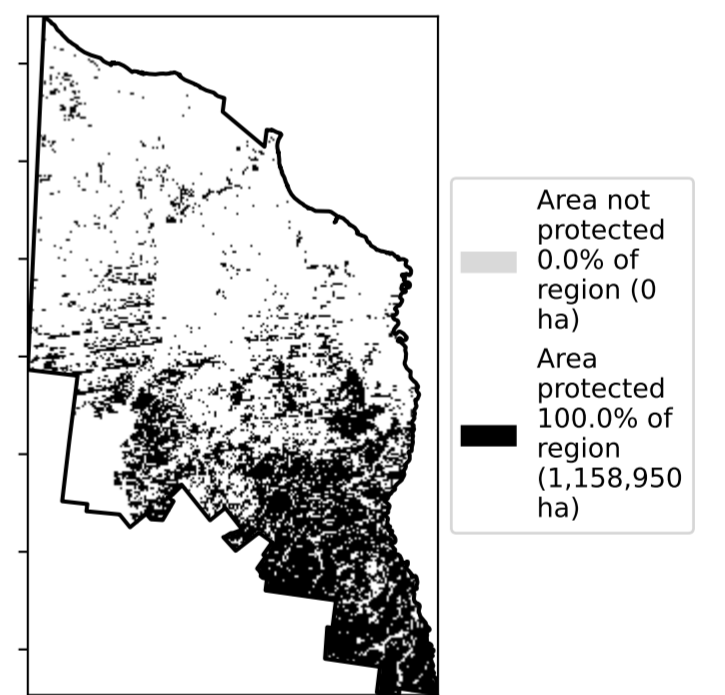 Area not
protected
0.0% of
region (0
ha)
Area
protected
100.0% of
region
(1,158,950
ha)